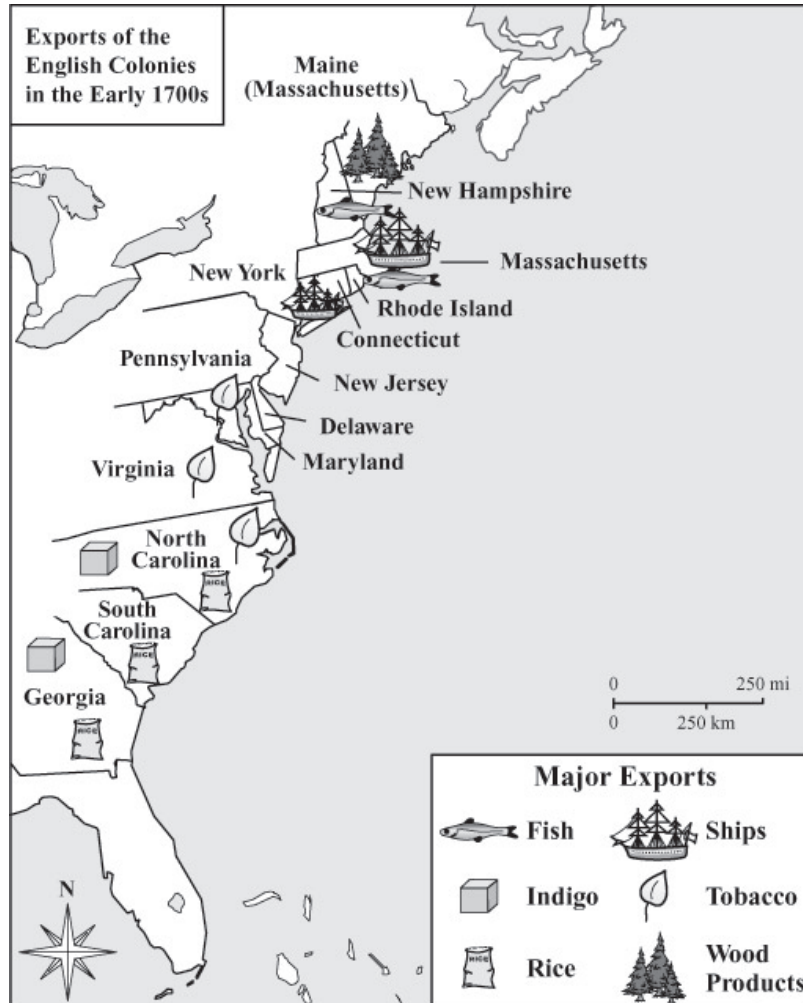 Exports of the
English Colonies
in the Early 1700s
Maine
(Massachusetts)
New Hampshire
Massachusetts
New York
Rhode Island
Connecticut
Pennsylvania
New Jersey
Delaware
Maryland
Virginia
North
Carolina
RICE
South
Carolina
RICE
Georgia
RICE
0 250 mi
0 250 km
N
Major Exports
Fish
Ships
Indigo
Tobacco
RICE
Rice
Wood
Products